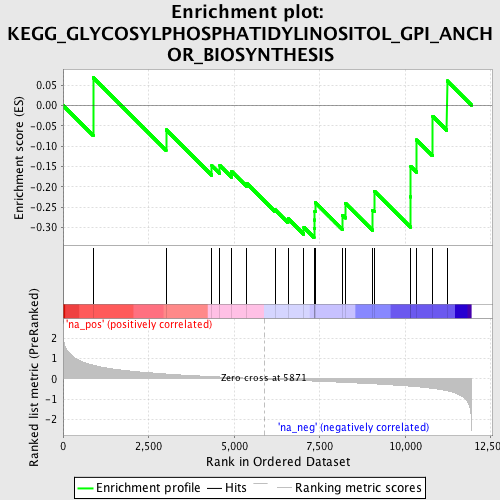 Enrichment plot:
KEGG_GLYCOSYLPHOSPHATIDYLINOSITOL_GPI_ANCH
OR_BIOSYNTHESIS
Enrichment score (ES)
0.05
0.00
-0.05
-0.10
-0.15
-0.20
-0.25
-0.30
'na_pos' (positively correlated)
Ranked list metric (PreRanked)
2
1
0
-1
-2
Zero cross at 5871
'na_neg' (negatively correlated)
0
2,500
5,000
7,500
10,000
12,500
Rank in Ordered Dataset
Enrichment profile
Hits
Ranking metric scores